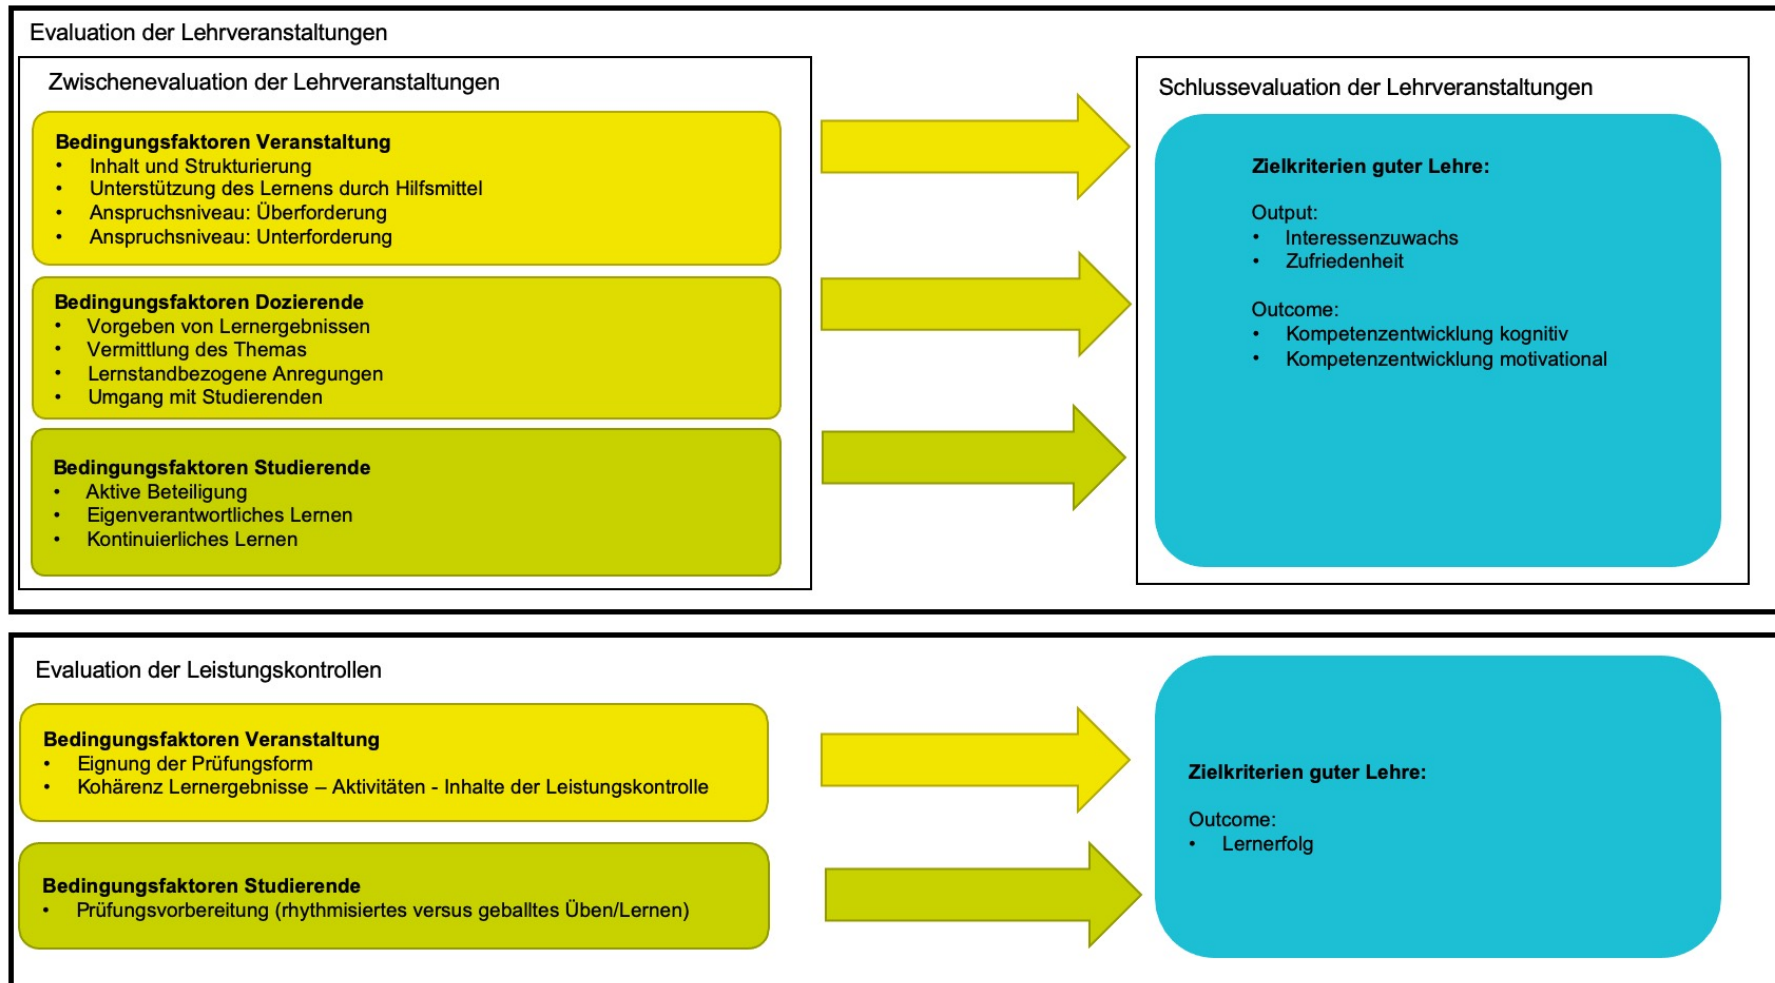 Evaluation der Lehrveranstaltungen
Zwischenevaluation der Lehrveranstaltungen
Bedingungsfaktoren Veranstaltung
• Inhalt und Strukturierung
• Unterstützung des Lernens durch Hilfsmittel
• Anspruchsniveau: Überforderung
• Anspruchsniveau: Unterforderung
Bedingungsfaktoren Dozierende
• Vorgeben von Lernergebnissen
• Vermittlung des Themas
• Lernstandbezogene Anregungen
• Umgang mit Studierenden
Bedingungsfaktoren Studierende
• Aktive Beteiligung
• Eigenverantwortliches Lernen
• Kontinuierliches Lernen
Schlussevaluation der Lehrveranstaltungen
Zielkriterien guter Lehre:
Output:
• Interessenzuwachs
• Zufriedenheit
Outcome:
• Kompetenzentwicklung kognitiv
• Kompetenzentwicklung motivational
Evaluation der Leistungskontrollen
Bedingungsfaktoren Veranstaltung
• Eignung der Prüfungsform
• Kohärenz Lernergebnisse – Aktivitäten - Inhalte der Leistungskontrolle
Bedingungsfaktoren Studierende
• Prüfungsvorbereitung (rhythmisiertes versus geballtes Üben/Lernen)
Zielkriterien guter Lehre:
Outcome:
• Lernerfolg